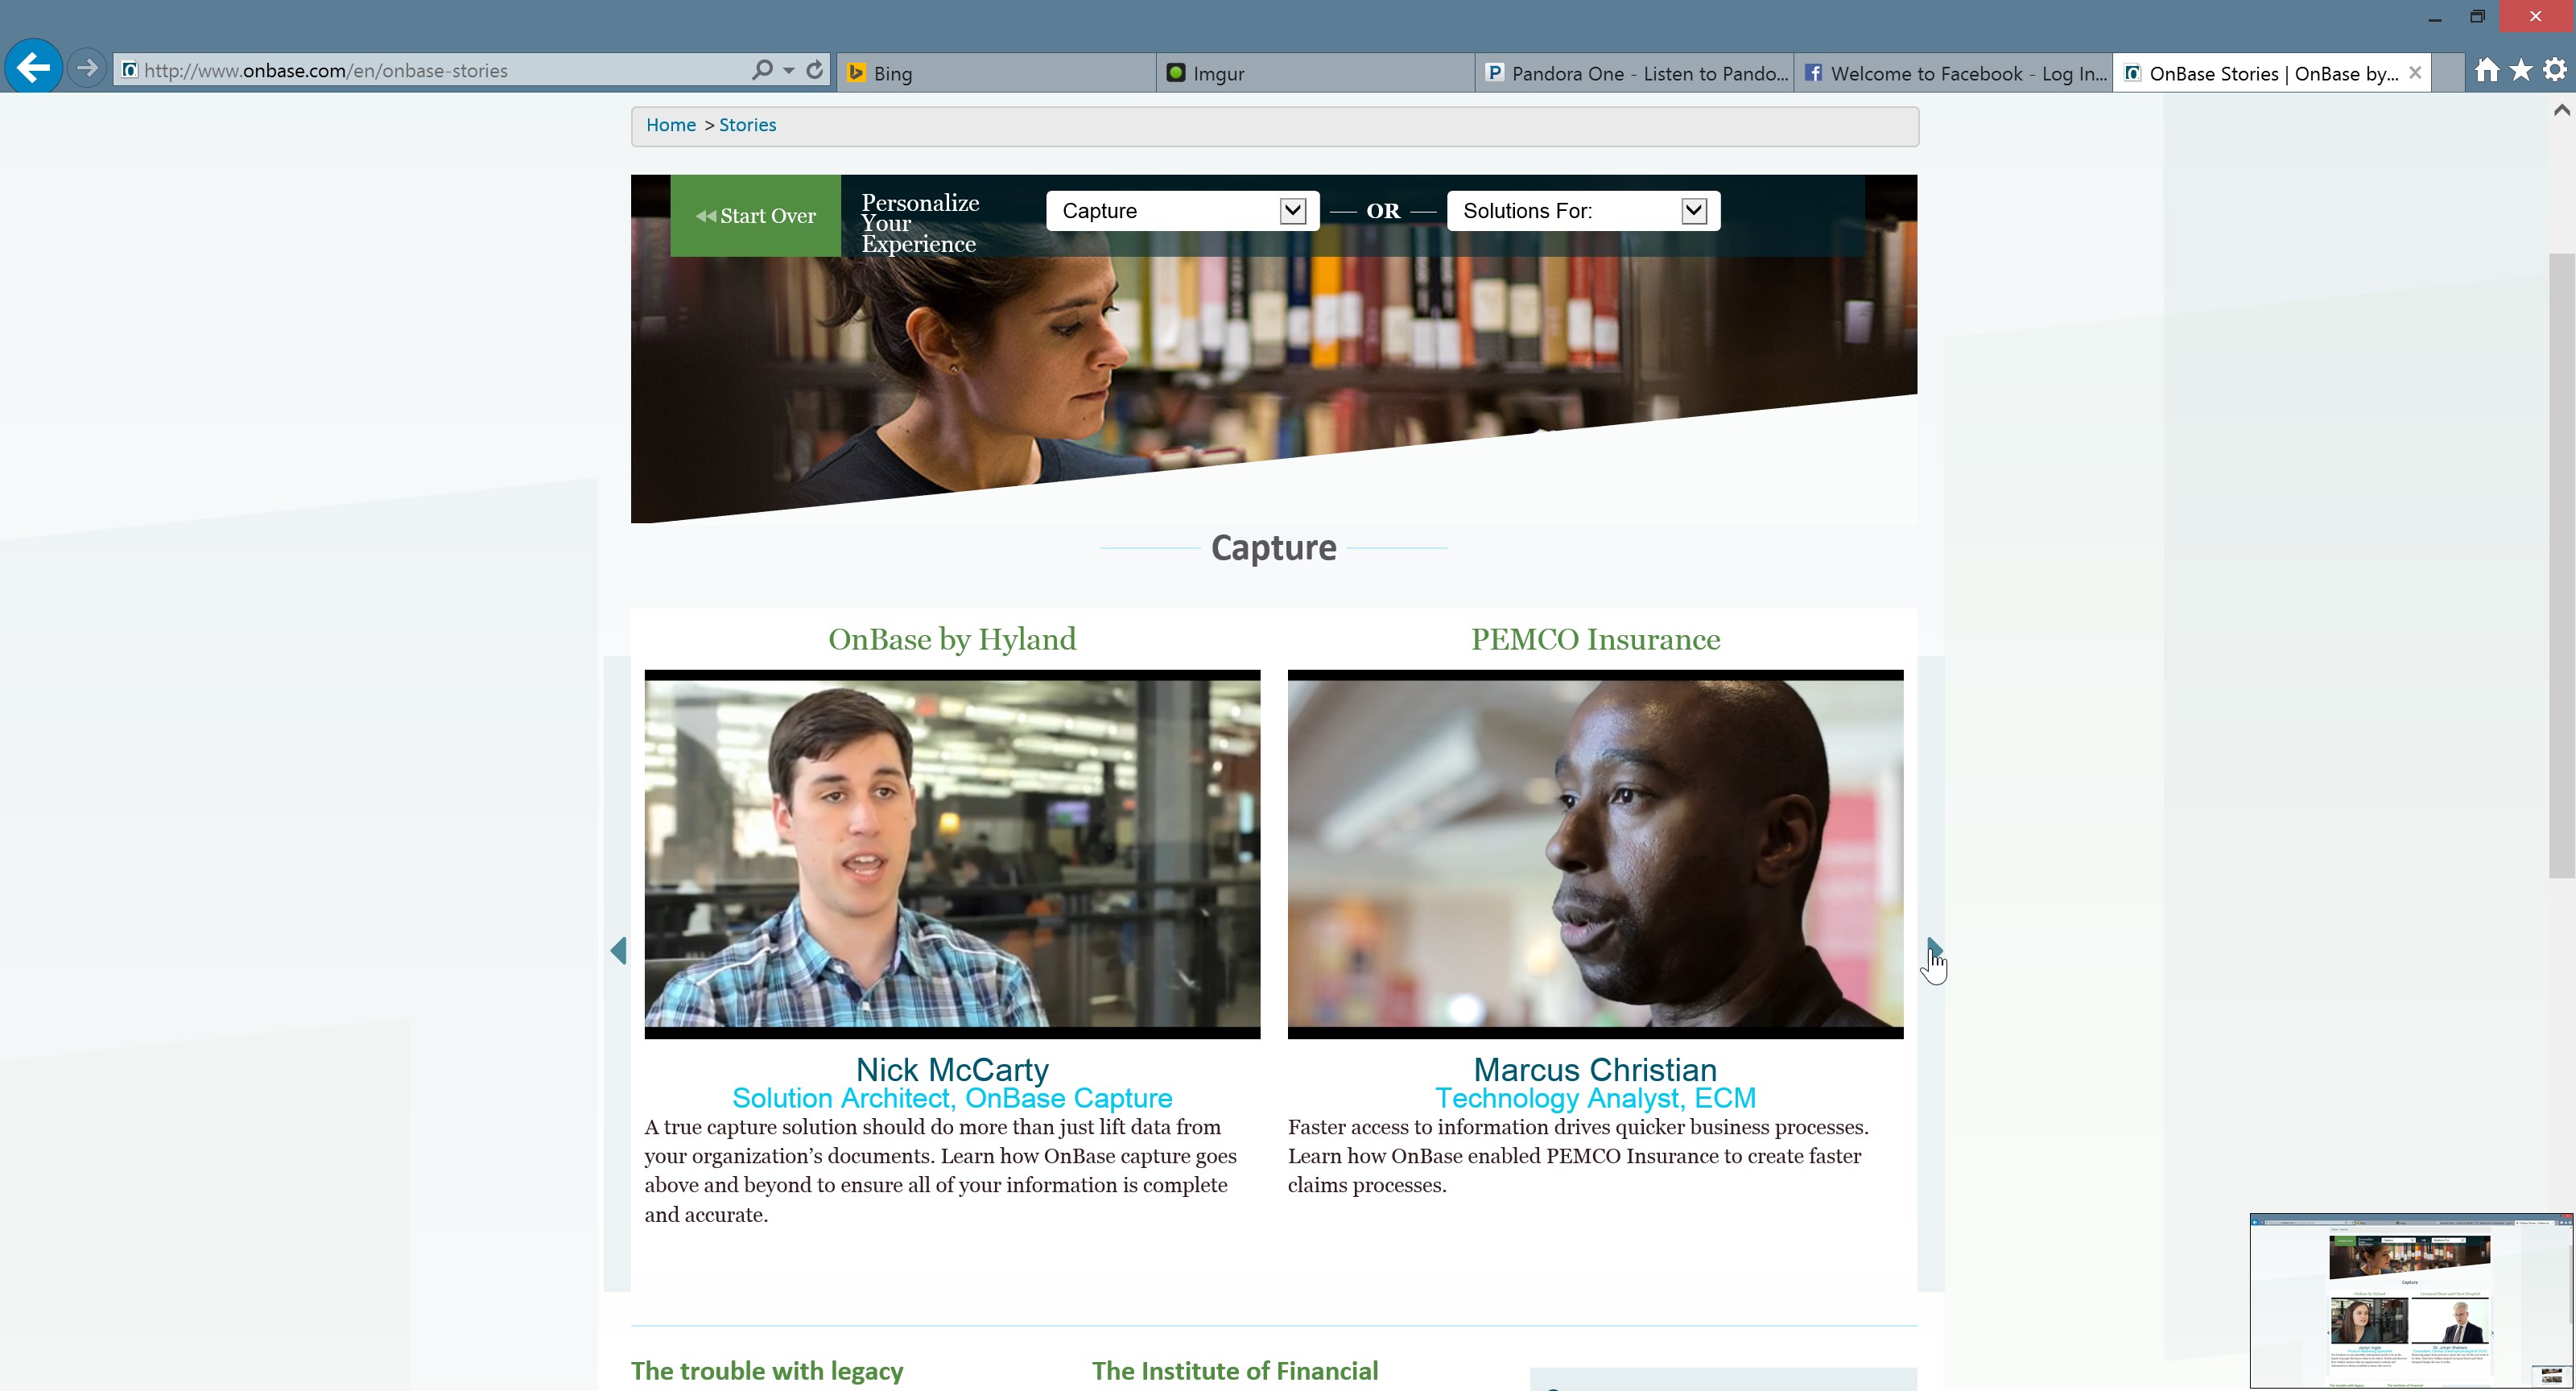 http://www.onbase.com/en/onbase-stories
Bing
Imgur
Pandora One - Listen to Pando...
Welcome to Facebook - Log In...
OnBase Stories | OnBase by...
Home > Stories
Start Over
Personalize
Your
Experience
Capture
OR
Solutions For:
Capture
OnBase by Hyland
PEMCO Insurance
Nick McCarty
Solution Architect, OnBase Capture
A true capture solution should do more than just lift data from
your organization’s documents. Learn how OnBase capture goes
above and beyond to ensure all of your information is complete
and accurate.
Marcus Christian
Technology Analyst, ECM
Faster access to information drives quicker business processes.
Learn how OnBase enabled PEMCO Insurance to create faster
claims processes.
The trouble with legacy
The Institute of Financial
Capture